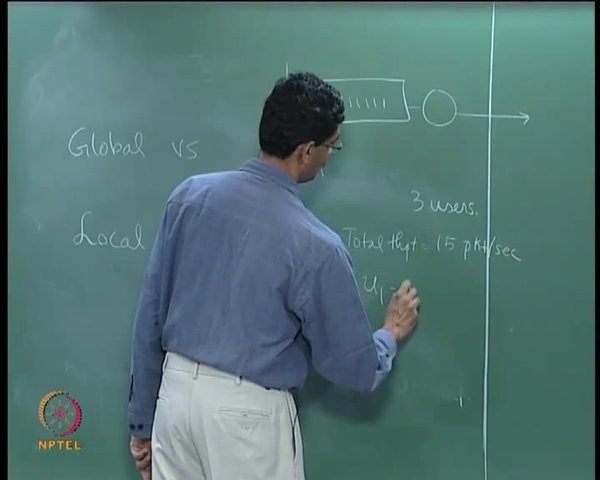 Global vs.
3 users.
Local
Total thpt = 15 pkt/sec
U1 =
NPTEL